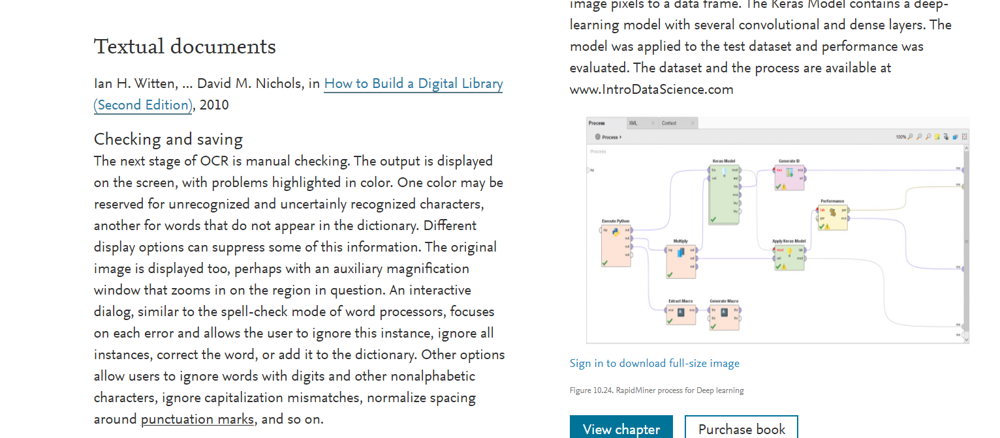 Textual documents
Ian H. Witten, ... David M. Nichols, in How to Build a Digital Library
(Second Edition), 2010
Checking and saving
The next stage of OCR is manual checking. The output is displayed
on the screen, with problems highlighted in color. One color may be
reserved for unrecognized and uncertainly recognized characters,
another for words that do not appear in the dictionary. Different
display options can suppress some of this information. The original
image is displayed too, perhaps with an auxiliary magnification
window that zooms in on the region in question. An interactive
dialog, similar to the spell-check mode of word processors, focuses
on each error and allows the user to ignore this instance, ignore all
instances, correct the word, or add it to the dictionary. Other options
allow users to ignore words with digits and other nonalphabetic
characters, ignore capitalization mismatches, normalize spacing
around punctuation marks, and so on.
image pixels to a data frame. The Keras Model contains a deep-
learning model with several convolutional and dense layers. The
model was applied to the test dataset and performance was
evaluated. The dataset and the process are available at
www.IntroDataScience.com
Process XML Context
Process
100%
Process
Keras Model
Generate ID
Performance
Execute Python
Multiply
Apply Keras Model
Extract Macro
Generate Macro
Sign in to download full-size image
Figure 10.24. RapidMiner process for Deep learning
View chapter
Purchase book